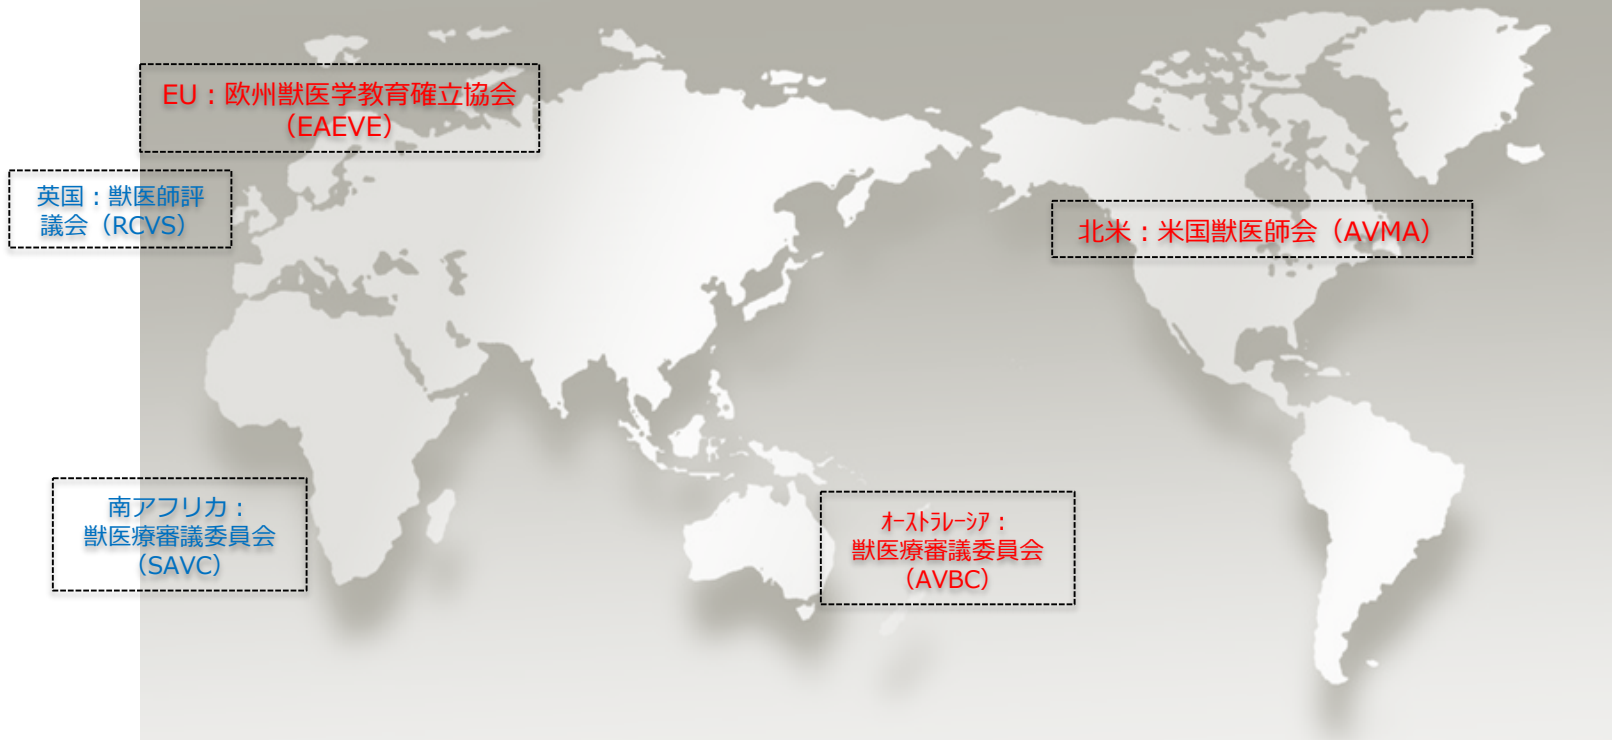 EU：欧州獣医学教育確立協会
（EAEVE）
英国：獣医師評
議会（RCVS）
北米：米国獣医師会（AVMA）
南アフリカ：
獣医療審議委員会
（SAVC）
ｵｰｽﾄﾗﾚｰｼｱ：
獣医療審議委員会
（AVBC）